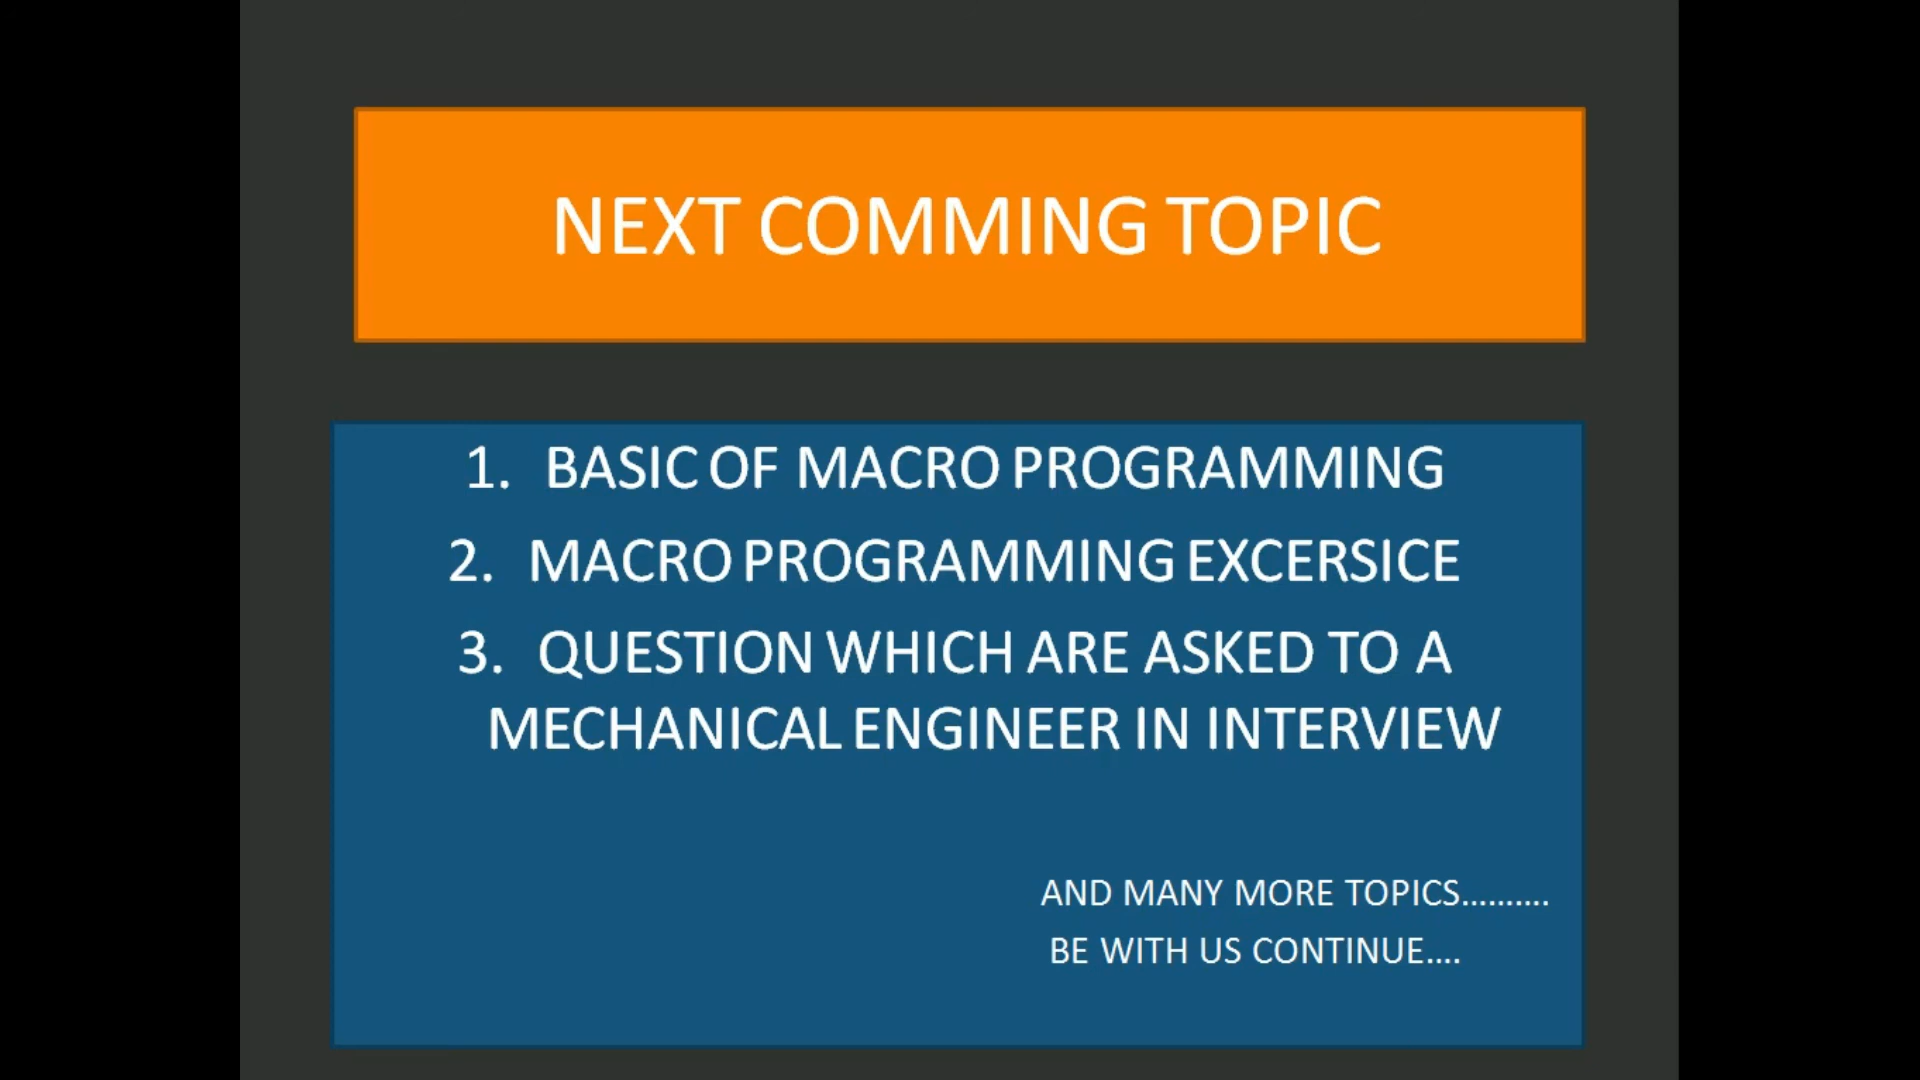 NEXT COMMING TOPIC
1. BASIC OF MACRO PROGRAMMING
2. MACRO PROGRAMMING EXCERSICE
3. QUESTION WHICH ARE ASKED TO A
MECHANICAL ENGINEER IN INTERVIEW
AND MANY MORE TOPICS..........
BE WITH US CONTINUE....